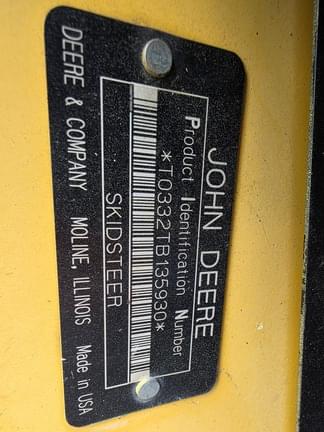 JOHN DEERE
Product Identification Number
*T0332TB135930*
SKIDSTEER
DEERE & COMPANY MOLINE, ILLINOIS Made in USA